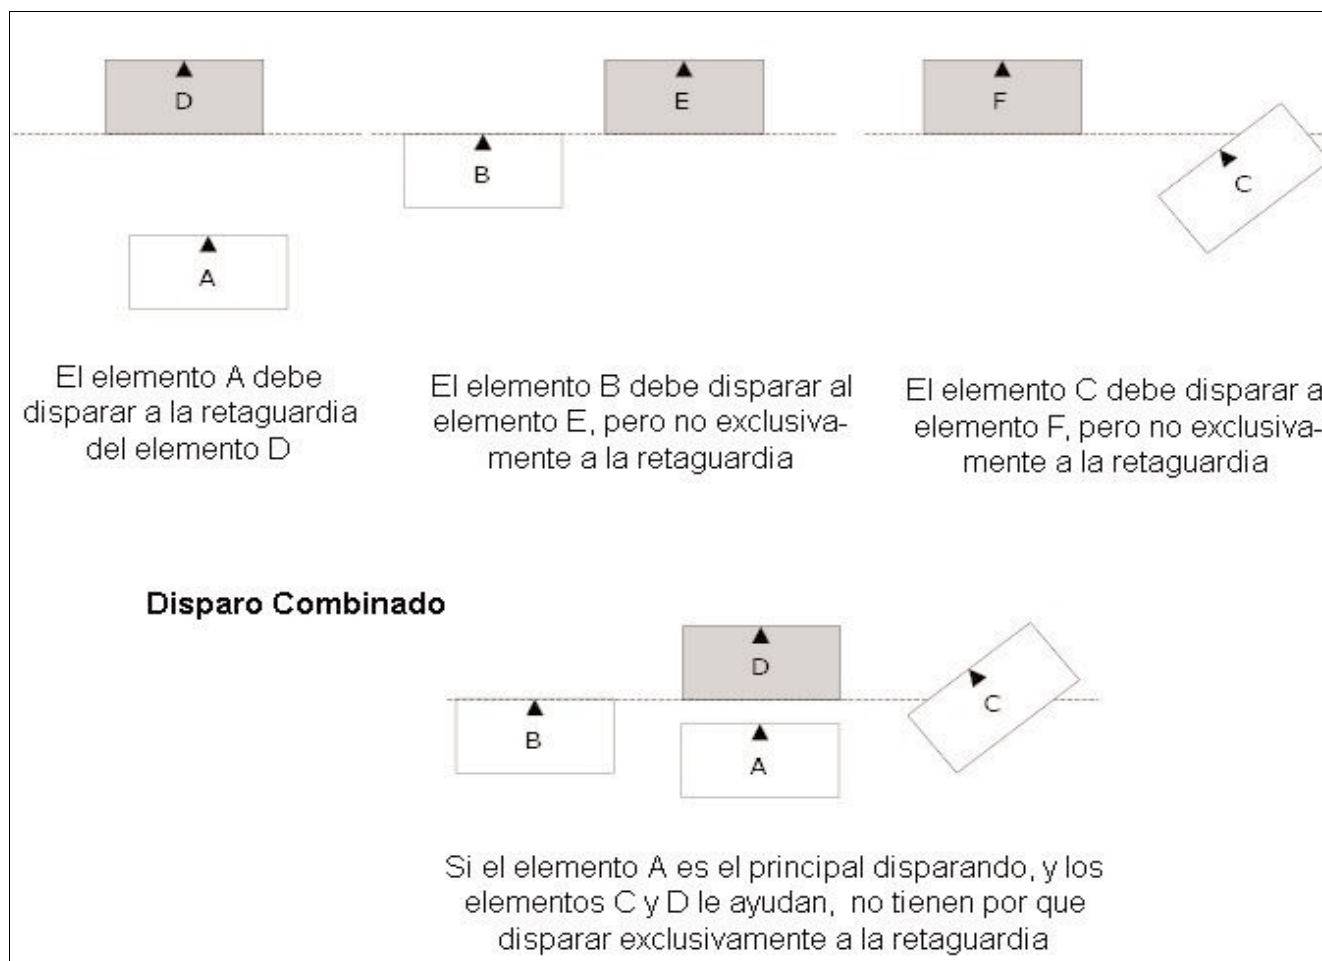 D
E
F
B
C
A
El elemento A debe
disparar a la retaguardia
del elemento D
El elemento B debe disparar al
elemento E, pero no exclusiva-
mente a la retaguardia
El elemento C debe disparar a
elemento F, pero no exclusiva-
mente a la retaguardia
Disparo Combinado
D
C
B
A
Si el elemento A es el principal disparando, y los
elementos C y D le ayudan, no tienen por que
disparar exclusivamente a la retaguardia